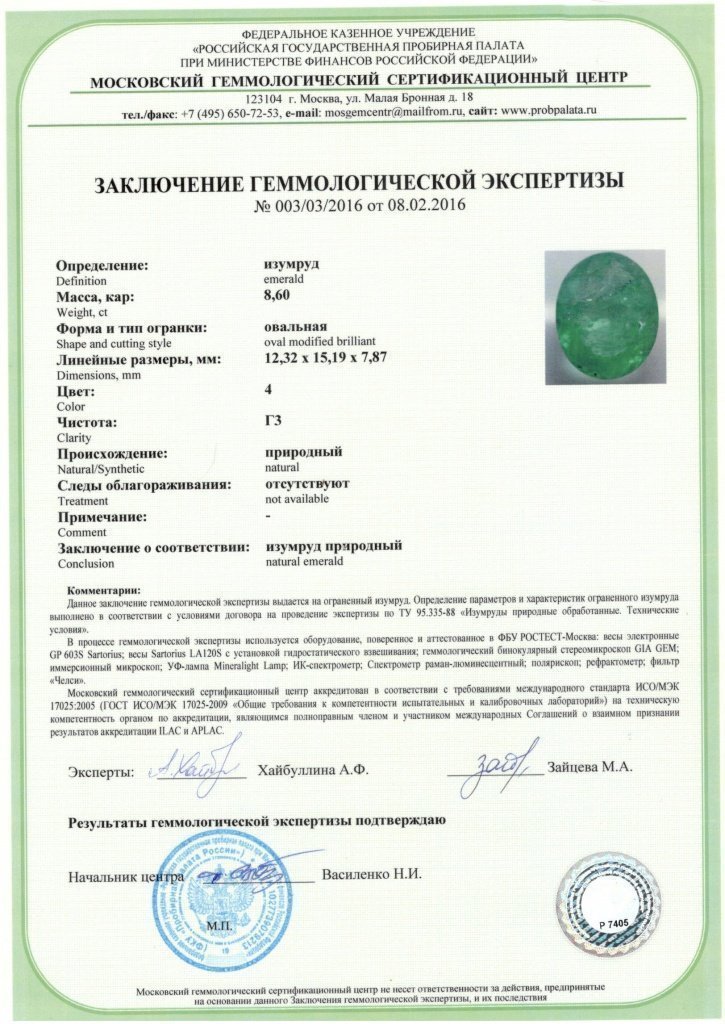 ФЕДЕРАЛЬНОЕ КАЗЕННОЕ УЧРЕЖДЕНИЕ
«РОССИЙСКАЯ ГОСУДАРСТВЕННАЯ ПРОБИРНАЯ ПАЛАТА
ПРИ МИНИСТЕРСТВЕ ФИНАНСОВ РОССИЙСКОЙ ФЕДЕРАЦИИ»
МОСКОВСКИЙ ГЕММОЛОГИЧЕСКИЙ СЕРТИФИКАЦИОННЫЙ ЦЕНТР
123104 г. Москва, ул. Малая Бронная д. 18
тел./факс: +7 (495) 650-72-53, e-mail: mosgemcentr@mailfrom.ru, сайт: www.probpalata.ru
ЗАКЛЮЧЕНИЕ ГЕММОЛОГИЧЕСКОЙ ЭКСПЕРТИЗЫ
№ 003/03/2016 от 08.02.2016
Определение: изумруд
Definition emerald
Масса, кар: 8,60
Weight, ct
Форма и тип огранки: овальная
Shape and cutting style oval modified brilliant
Линейные размеры, мм: 12,32 x 15,19 x 7,87
Dimensions, mm
Цвет: 4
Color
Чистота: Г3
Clarity
Происхождение: природный
Natural/Synthetic natural
Следы облагораживания: отсутствуют
Treatment not available
Примечание: -
Comment
Заключение о соответствии: изумруд природный
Conclusion natural emerald
Комментарии:
Данное заключение геммологической экспертизы выдается на ограненный изумруд. Определение параметров и характеристик ограненного изумруда
выполнено в соответствии с условиями договора на проведение экспертизы по ТУ 95.335-88 «Изумруды природные обработанные. Технические
условия».
В процессе геммологической экспертизы используется оборудование, поверенное и аттестованное в ФБУ РОСТЕСТ-Москва: весы электронные
GP 603S Sartorius; весы Sartorius LA120S с установкой гидростатического взвешивания; геммологический бинокулярный стереомикроскоп GIA GEM;
иммерсионный микроскоп; УФ-лампа Mineralight Lamp; ИК-спектрометр; Спектрометр раман-люминесцентный; полярископ; рефрактометр; фильтр
«Челси».
Московский геммологический сертификационный центр аккредитован в соответствии с требованиями международного стандарта ИСО/МЭК
17025:2005 (ГОСТ ИСО/МЭК 17025-2009 «Общие требования к компетентности испытательных и калибровочных лабораторий») на техническую
компетентность органом по аккредитации, являющимся полноправным членом и участником международных Соглашений о взаимном признании
результатов аккредитации ILAC и APLAC.
Эксперты: Хайбуллина А.Ф. Зайцева М.А.
Результаты геммологической экспертизы подтверждаю
Начальник центра Василенко Н.И.
М.П.
P 7405
Московский геммологический сертификационный центр не несет ответственности за действия, предпринятые
на основании данного Заключения геммологической экспертизы, и их последствия